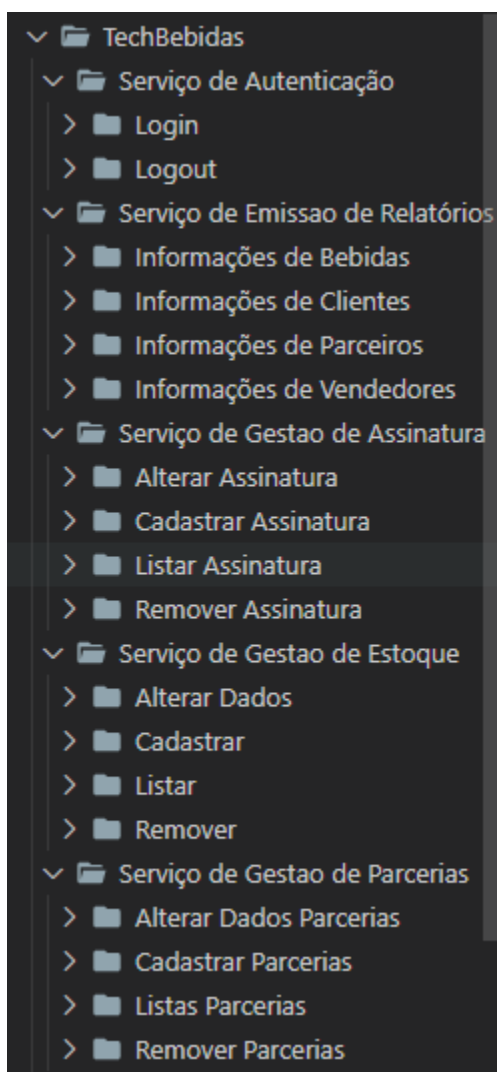 TechBebidas
Serviço de Autenticação
Login
Logout
Serviço de Emissao de Relatórios
Informações de Bebidas
Informações de Clientes
Informações de Parceiros
Informações de Vendedores
Serviço de Gestao de Assinatura
Alterar Assinatura
Cadastrar Assinatura
Listar Assinatura
Remover Assinatura
Serviço de Gestao de Estoque
Alterar Dados
Cadastrar
Listar
Remover
Serviço de Gestao de Parcerias
Alterar Dados Parcerias
Cadastrar Parcerias
Listas Parcerias
Remover Parcerias